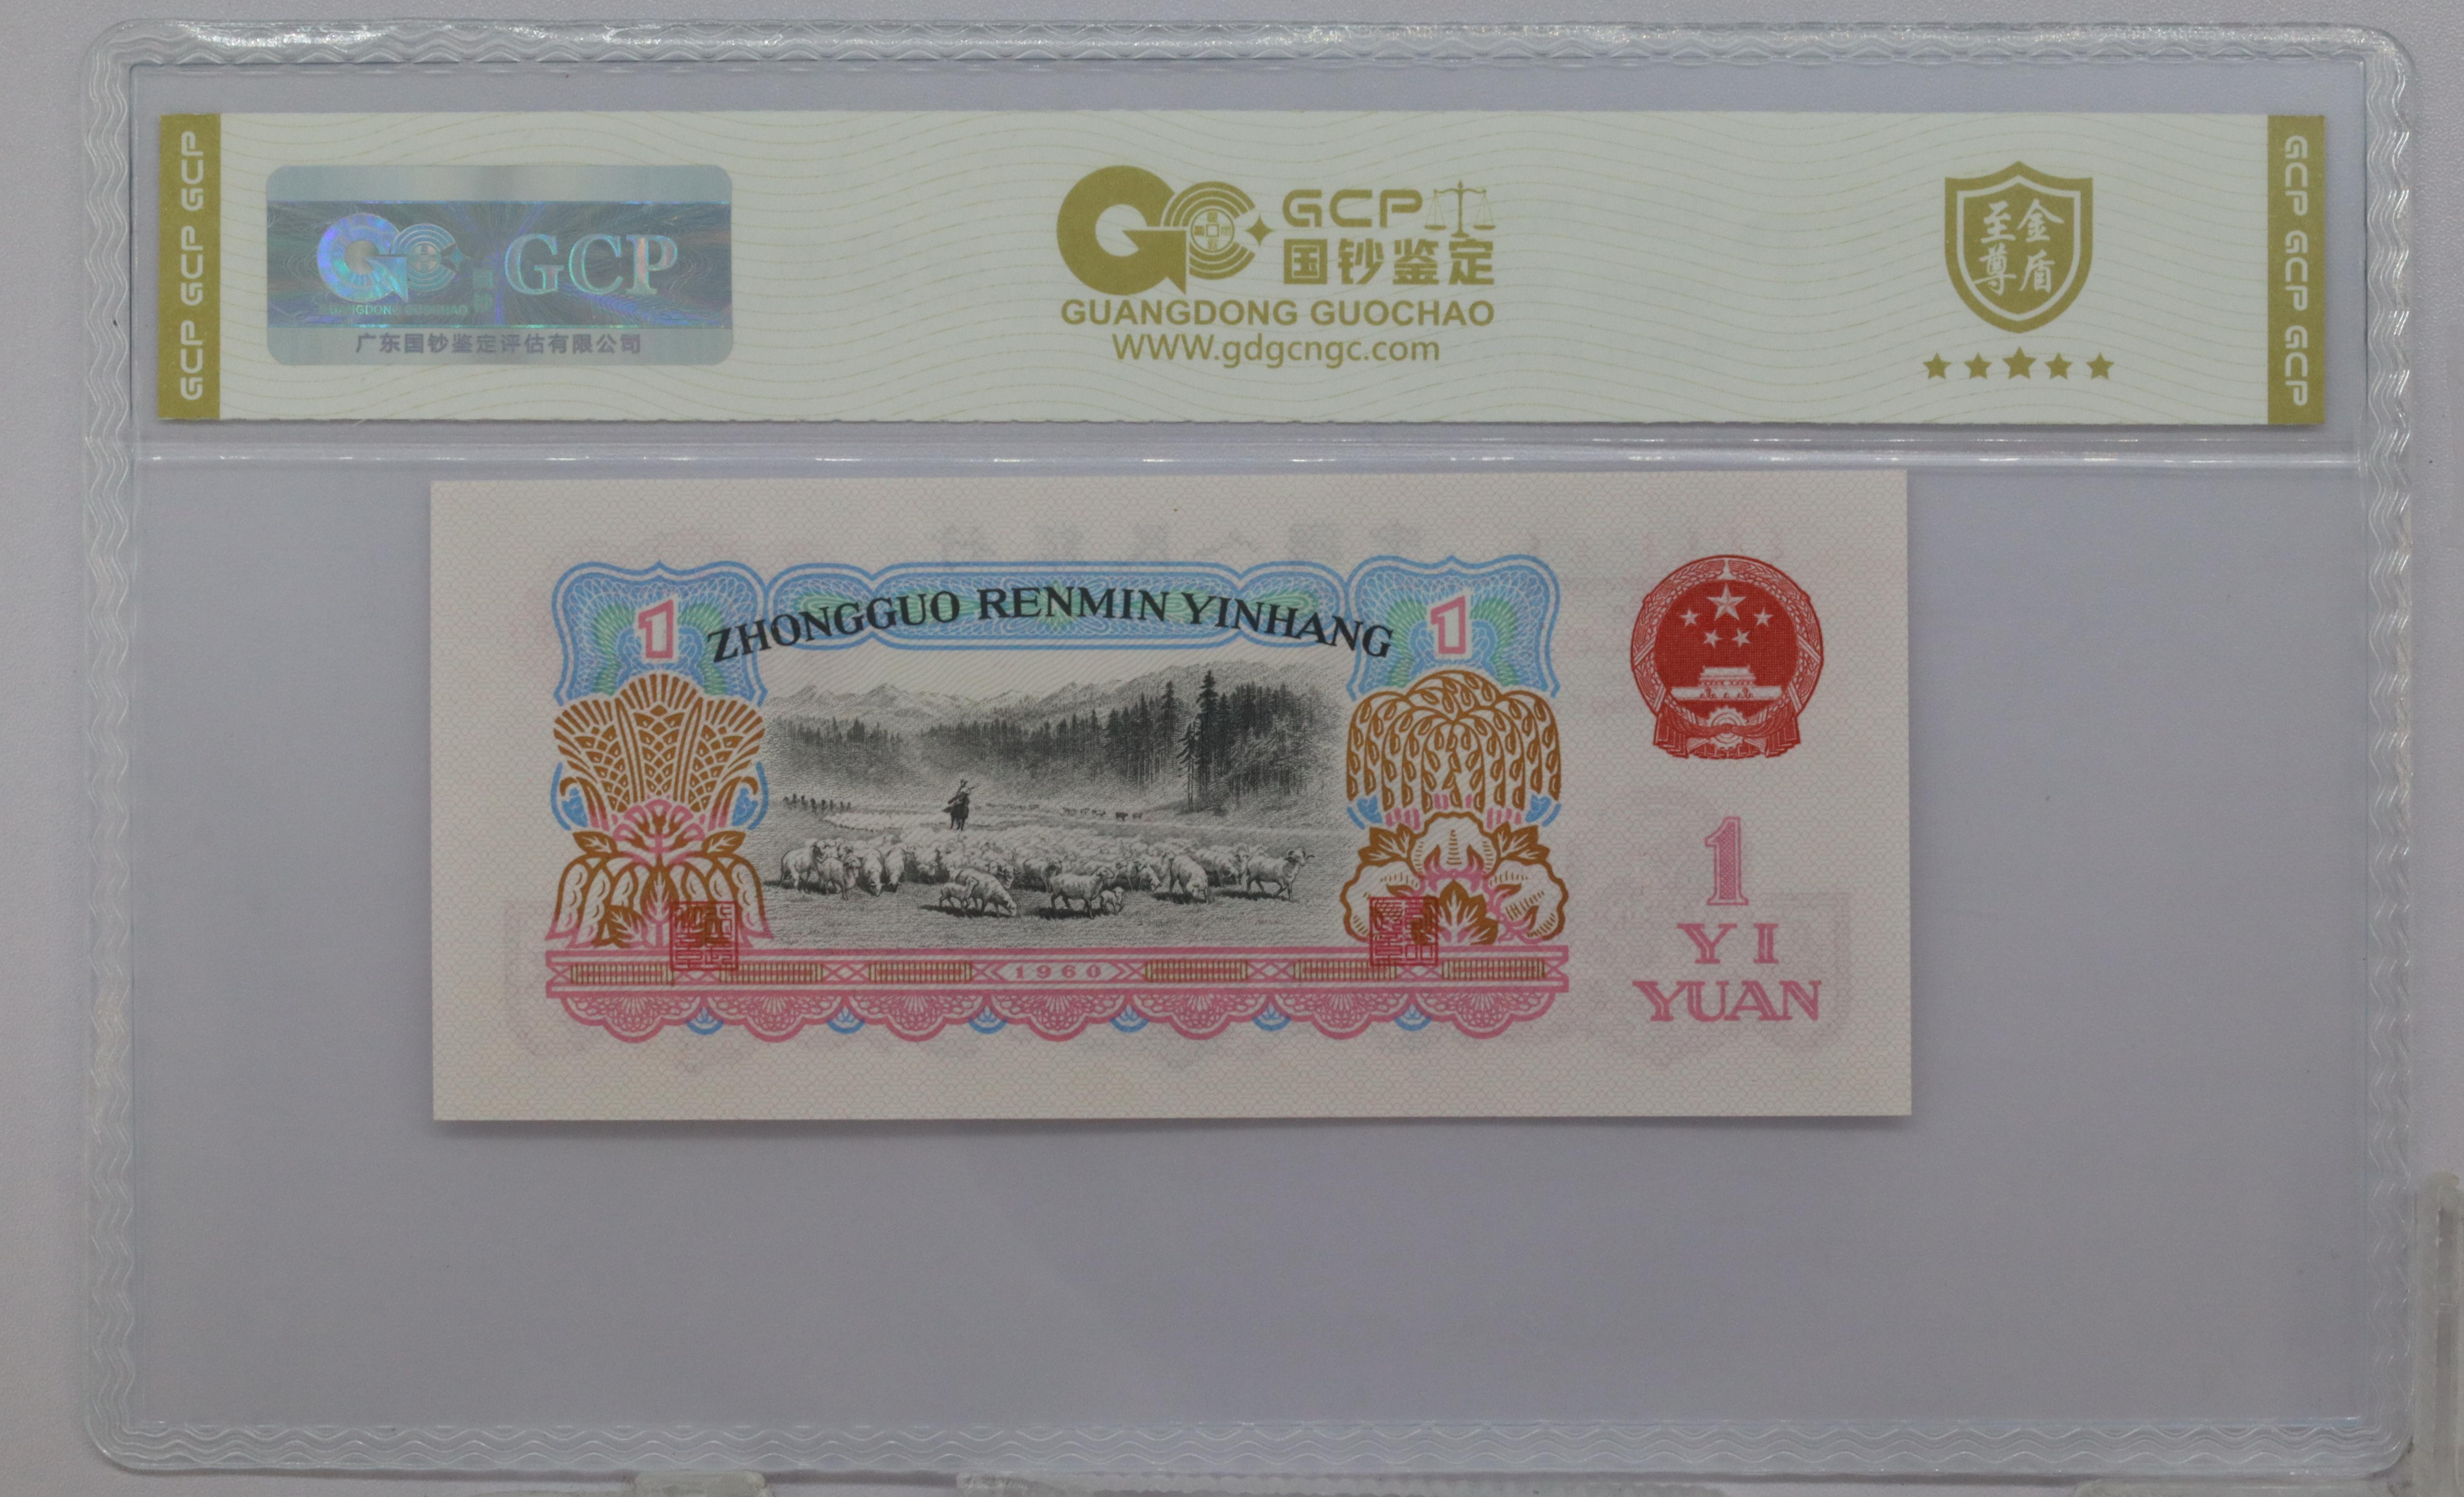 GCP GCP GCP
GCP
GUANGDONG GUOCHAO
广东国钞鉴定评估有限公司
GCP
国钞鉴定
GUANGDONG GUOCHAO
WWW.gdgcngc.com
至尊
金盾
GCP GCP GCP
ZHONGGUO RENMIN YINHANG
1
1
1960
1
YI
YUAN